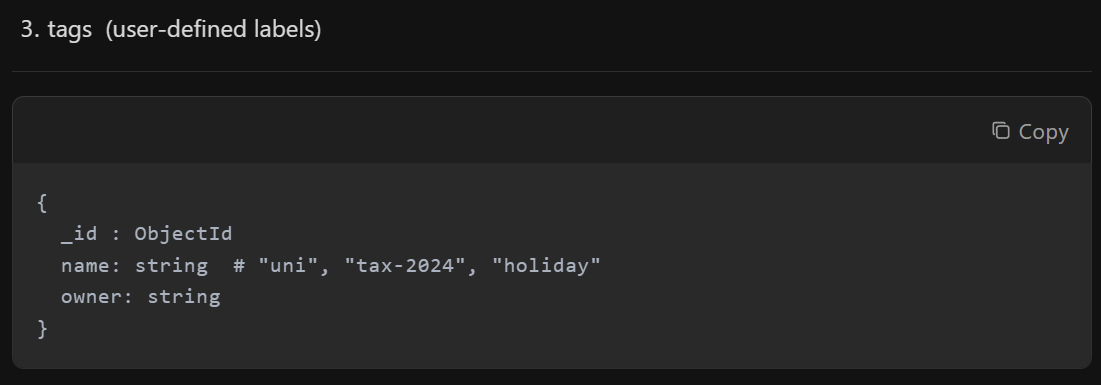 3. tags (user-defined labels)
Copy
{
  _id : ObjectId
  name: string  # "uni", "tax-2024", "holiday"
  owner: string
}